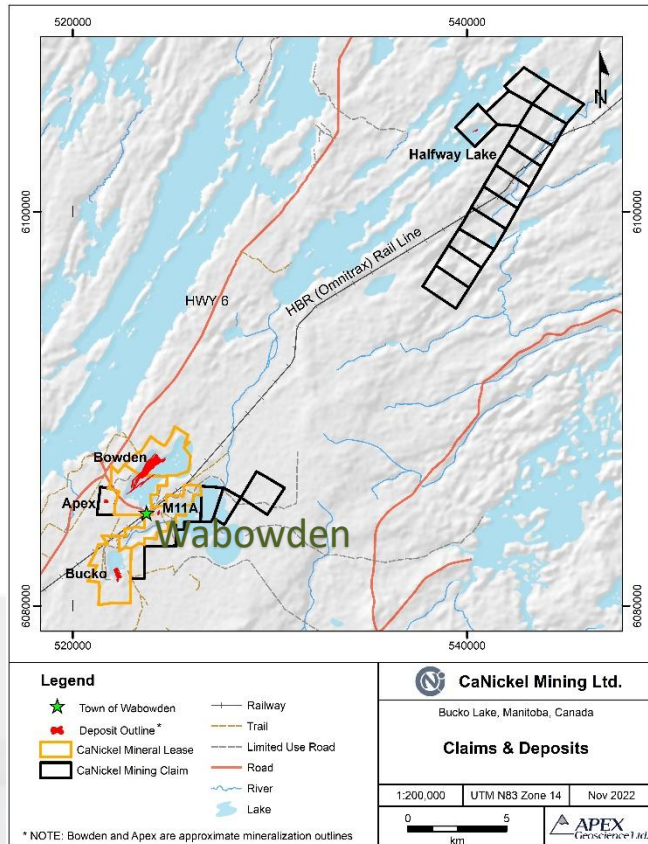 520000 540000
N
Halfway Lake
6100000 6100000
HBR (Omnitrax) Rail Line
HWY 6
Bowden
Apex
M11A
Wabowden
Bucko
6080000 6080000
520000 540000
Legend
Town of Wabowden
Deposit Outline *
CaNickel Mineral Lease
CaNickel Mining Claim
Railway
Trail
Limited Use Road
Road
River
Lake
* NOTE: Bowden and Apex are approximate mineralization outlines
Ni CaNickel Mining Ltd.
Bucko Lake, Manitoba, Canada
Claims & Deposits
1:200,000 UTM N83 Zone 14 Nov 2022
0 5
km
APEX
Geoscience Ltd.